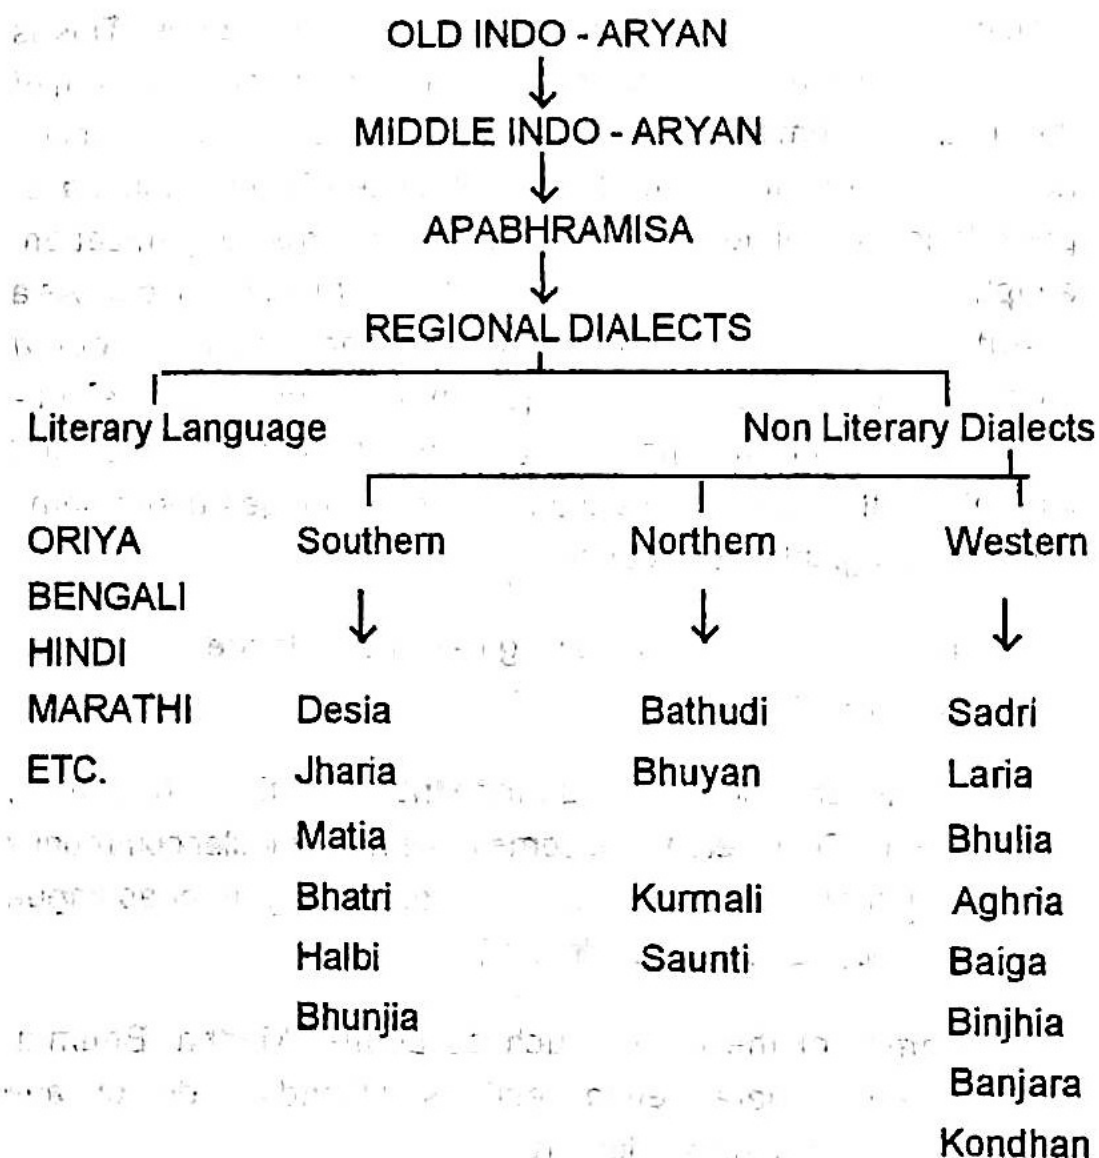 OLD INDO - ARYAN
MIDDLE INDO - ARYAN
APABHRAMISA
REGIONAL DIALECTS
Literary Language Non Literary Dialects
ORIYA Southern Northern Western
BENGALI
HINDI
MARATHI Desia Bathudi Sadri
ETC. Jharia Bhuyan Laria
Matia Bhulia
Bhatri Kurmali Aghria
Halbi Saunti Baiga
Bhunjia Binjhia
Banjara
Kondhan